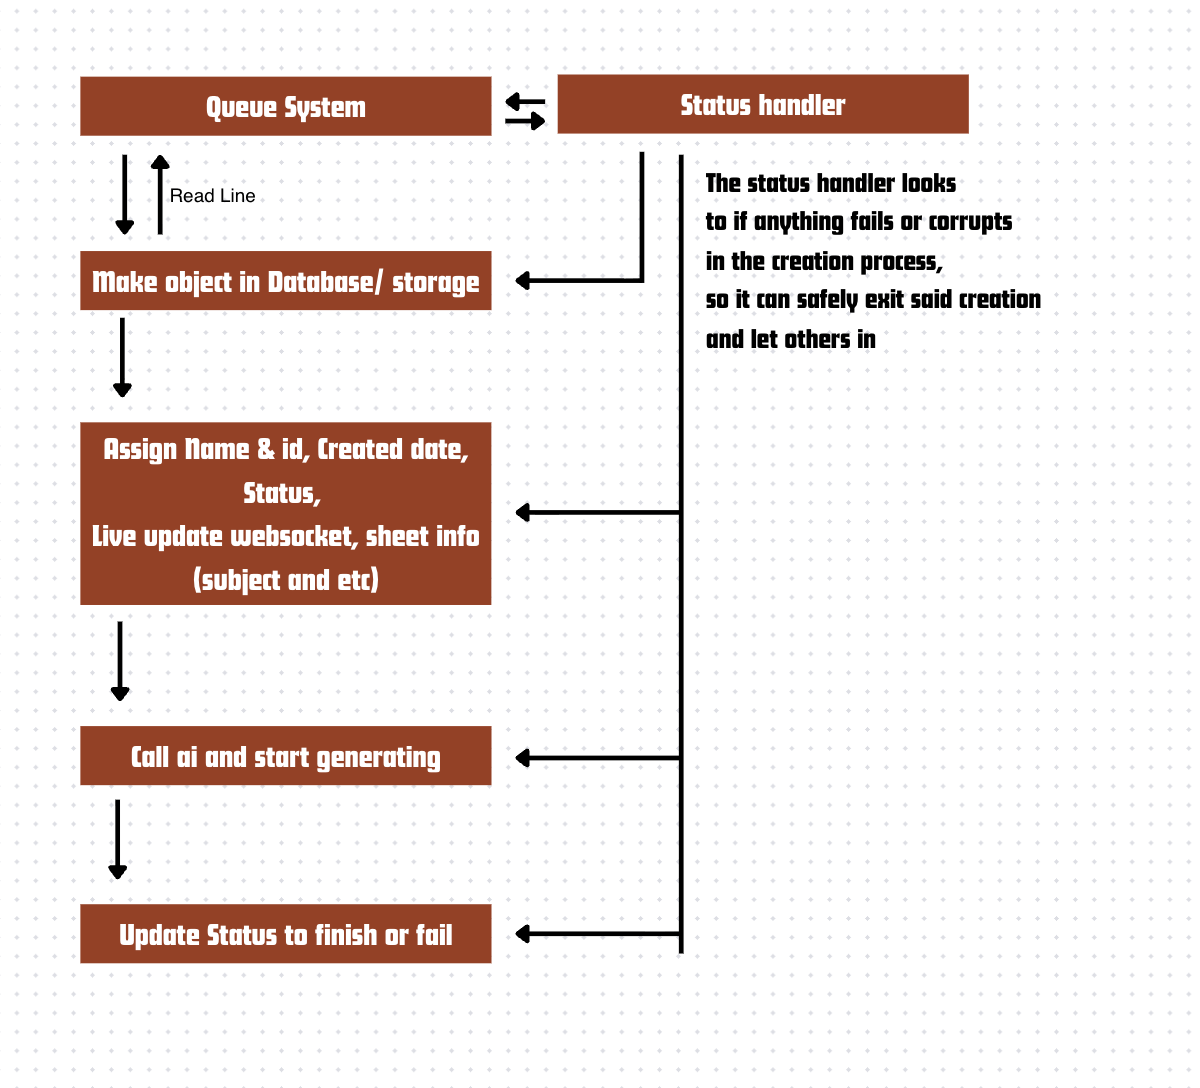 Queue System
Status handler
Read Line
The status handler looks
to if anything fails or corrupts
in the creation process,
so it can safely exit said creation
and let others in
Make object in Database/ storage
Assign Name & id, Created date,
Status,
Live update websocket, sheet info
(subject and etc)
Call ai and start generating
Update Status to finish or fail